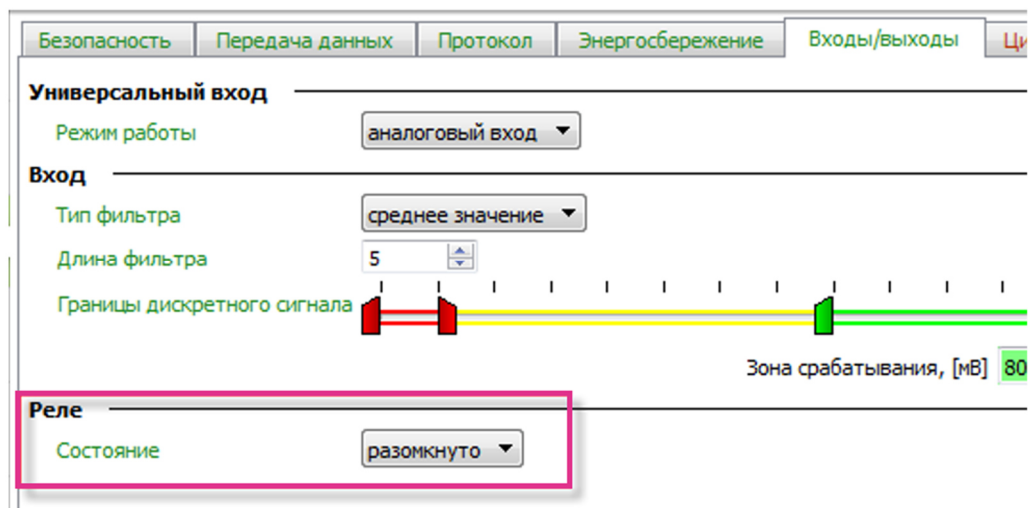 Безопасность Передача данных Протокол Энергосбережение Входы/выходы
Универсальный вход
Режим работы аналоговый вход
Вход
Тип фильтра среднее значение
Длина фильтра 5
Границы дискретного сигнала
Зона срабатывания, [мВ] 80
Реле
Состояние разомкнуто